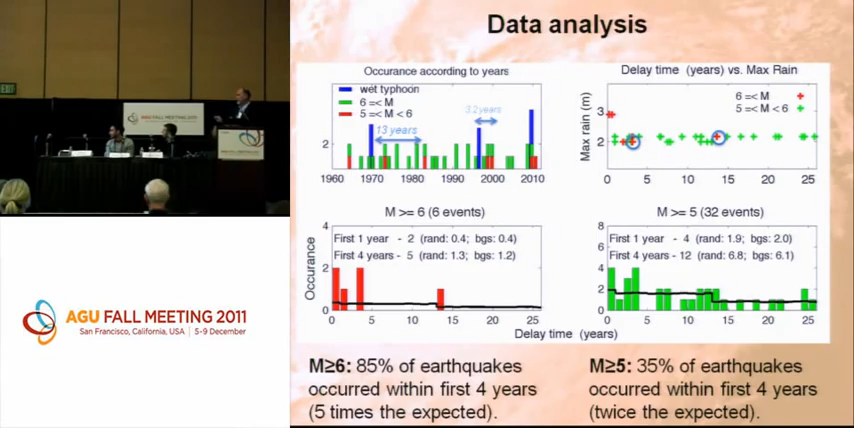 EXIT
AGU FALL MEETING 2011
AGU FALL MEETING 2011
San Francisco, California, USA | 5-9 December
Data analysis
Occurance according to years
wet typhoon
6 =< M
5 =< M < 6
3.2 years
13 years
2
1960 1970 1980 1990 2000 2010
Delay time (years) vs. Max Rain
6 =< M
5 =< M < 6
Max rain (m)
3
2
0 5 10 15 20 25
M >= 6 (6 events)
First 1 year - 2 (rand: 0.4; bgs: 0.4)
First 4 years - 5 (rand: 1.3; bgs: 1.2)
Occurance
4
2
0
0 5 10 15 20 25
M >= 5 (32 events)
First 1 year - 4 (rand: 1.9; bgs: 2.0)
First 4 years -12 (rand: 6.8; bgs: 6.1)
8
6
4
2
0
0 5 10 15 20 25
Delay time (years)
M≥6: 85% of earthquakes
occurred within first 4 years
(5 times the expected).
M≥5: 35% of earthquakes
occurred within first 4 years
(twice the expected).